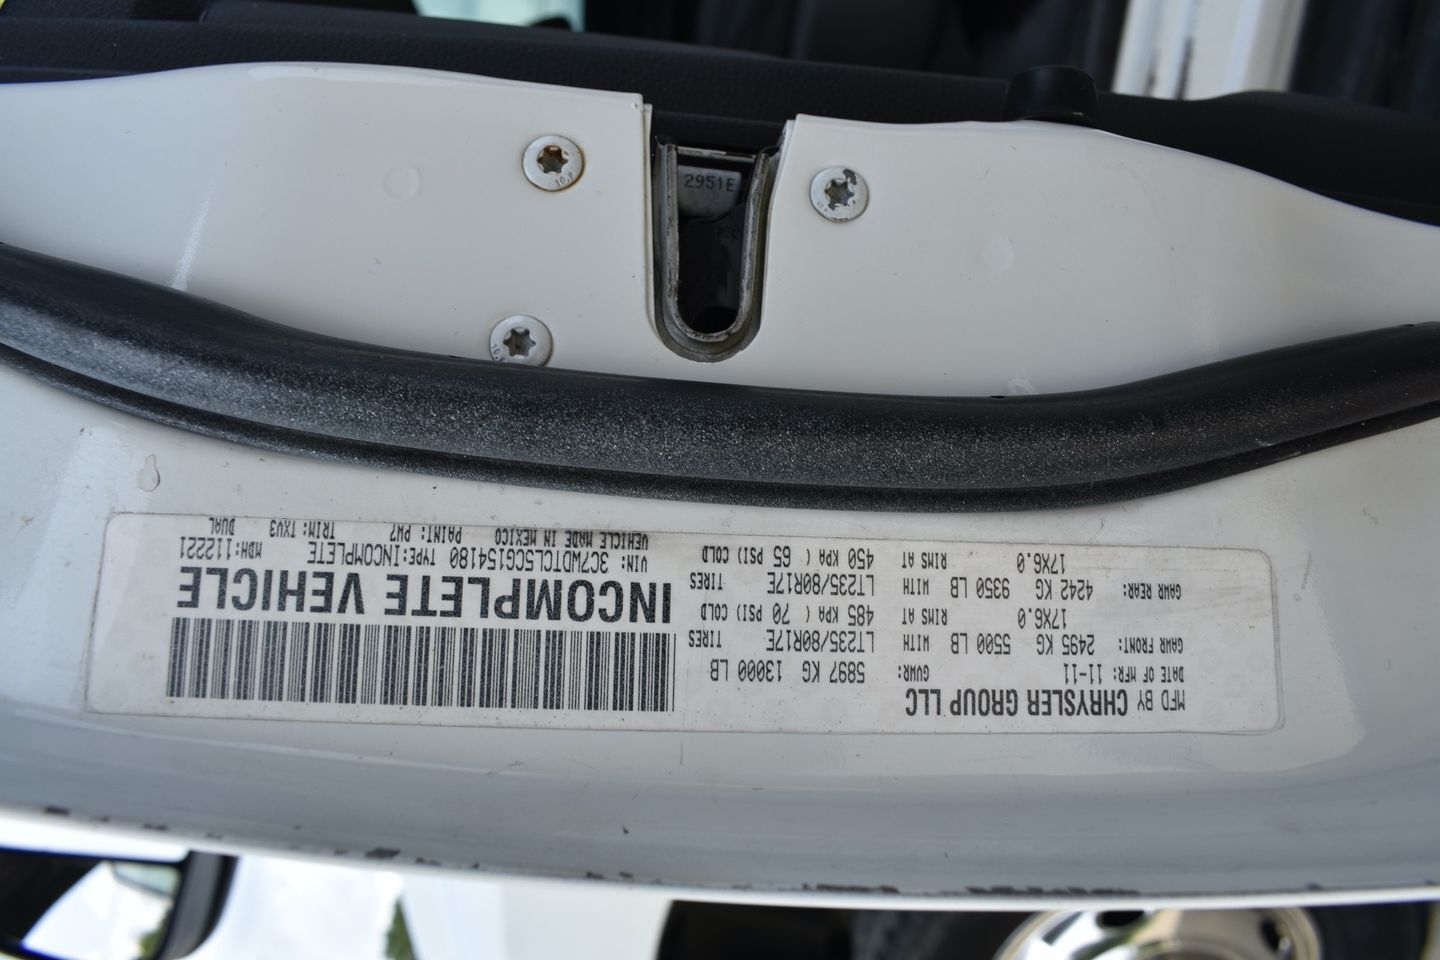 2951E
MFD BY CHRYSLER GROUP LLC
DATE OF MFR: 11-11 GVWR: 5897 KG 13000 LB
GAWR FRONT: 2495 KG 5500 LB WITH LT235/80R17E TIRES
17X6.0 RIMS AT 485 KPA ( 70 PSI) COLD
GAWR REAR: 4242 KG 9350 LB WITH LT235/80R17E TIRES
17X6.0 RIMS AT 450 KPA ( 65 PSI) COLD
INCOMPLETE VEHICLE
VIN: 3C7WDTCL5CG154180 TYPE:INCOMPLETE MDH:112221
VEHICLE MADE IN MEXICO PAINT: PW7 TRIM: TXV3 DUAL